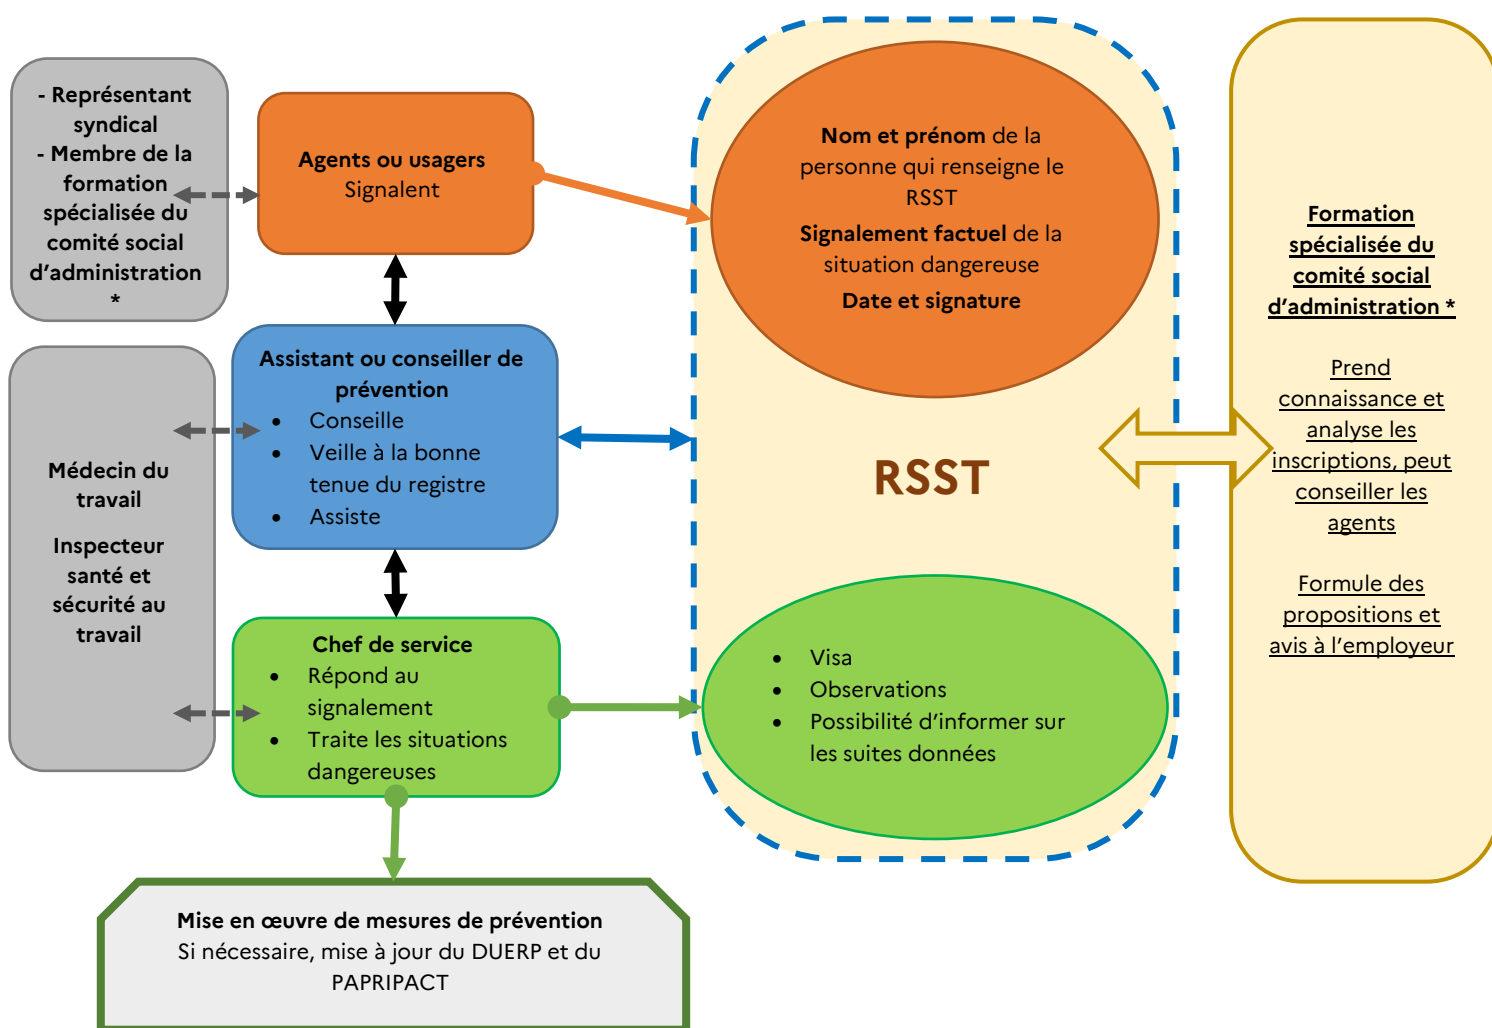 - Représentant
syndical
- Membre de la
formation
spécialisée du
comité social
d'administration
*
Agents ou usagers
Signalent
Nom et prénom de la
personne qui renseigne le
RSST
Signalement factuel de la
situation dangereuse
Date et signature
Formation
spécialisée du
comité social
d'administration *
Prend
connaissance et
analyse les
inscriptions, peut
conseiller les
agents
Formule des
propositions et
avis à l'employeur
Assistant ou conseiller de
prévention
• Conseille
• Veille à la bonne
tenue du registre
• Assiste
RSST
Médecin du
travail
Inspecteur
santé et
sécurité au
travail
Chef de service
• Répond au
signalement
• Traite les situations
dangereuses
• Visa
• Observations
• Possibilité d'informer sur
les suites données
Mise en œuvre de mesures de prévention
Si nécessaire, mise à jour du DUERP et du
PAPRIPACT